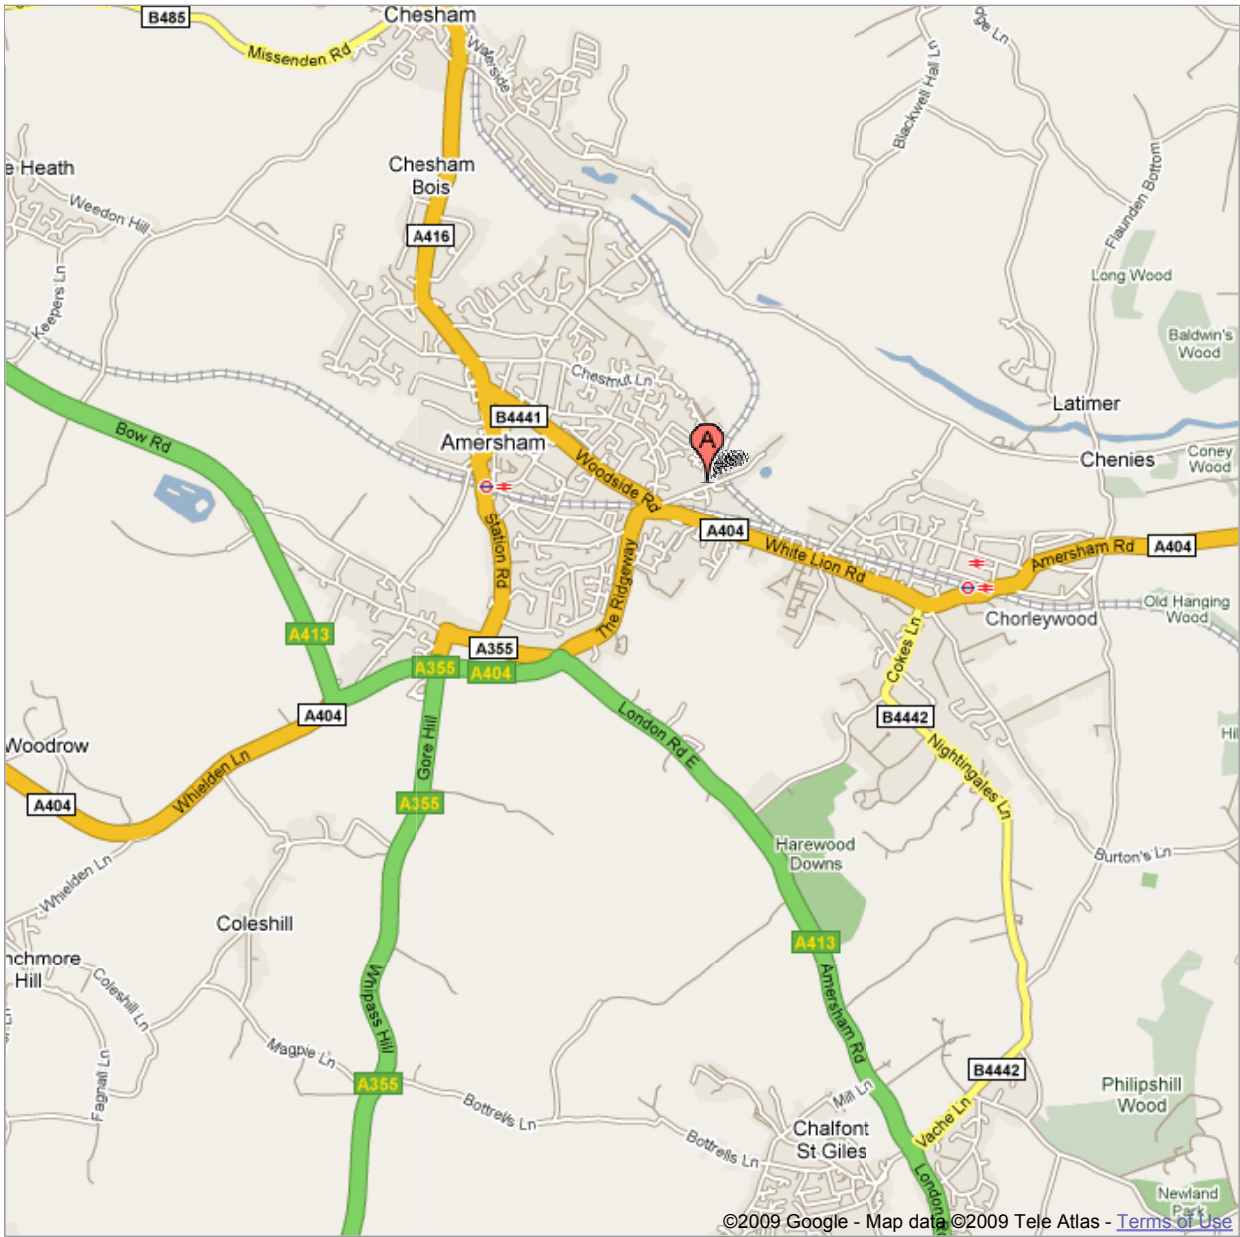 Chesham
B485
Missenden Rd
Waterside
Blackwell Hall Ln
dge Ln
Flaunden Bottom
Chesham
Bois
e Heath
Weedon Hill
A416
Keepers Ln
Long Wood
Baldwin's
Wood
Chestnut Ln
Latimer
B4441
Bow Rd
Amersham
A
Coney
Wood
Chenies
Woodside Rd
Station Rd
A404
White Lion Rd
Amersham Rd
A404
The Ridgeway
Old Hanging
Wood
Chorleywood
A413
A355
Cokes Ln
A355
A404
A404
London Rd E
B4442
Gore Hill
Woodrow
Hil
Nightingales Ln
Whielden Ln
A404
A355
Harewood
Downs
Burton's Ln
Whielden Ln
Coleshill
A413
nchmore
Hill
Coleshill Ln
Whipass Hill
Amersham Rd
Magpie Ln
Fagnall Ln
B4442
A355
Mill Ln
Philipshill
Wood
Bottrells Ln
Vache Ln
Chalfont
St Giles
Bottrells Ln
London Rd
Newland
Park
©2009 Google - Map data ©2009 Tele Atlas - Terms of Use